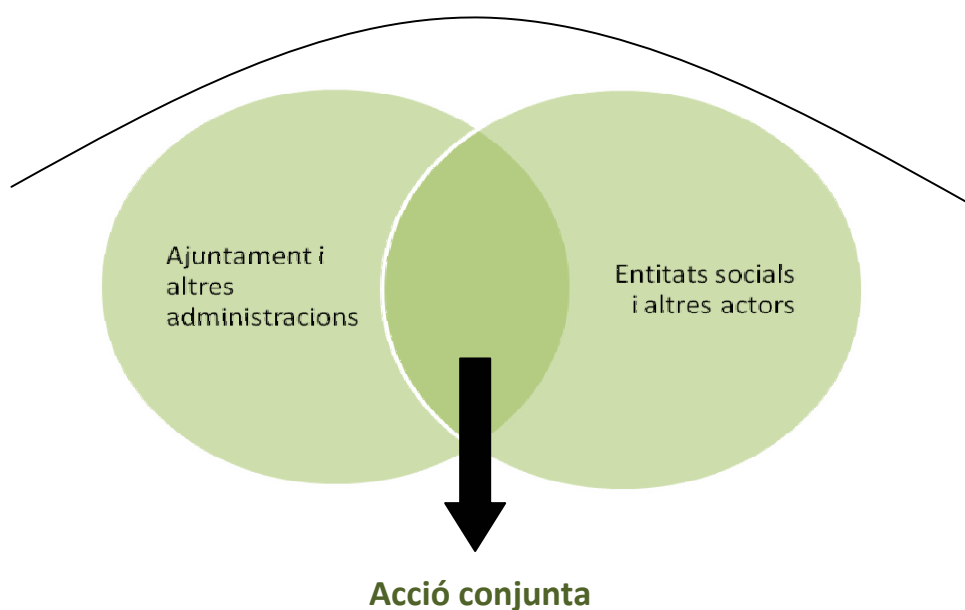 Ajuntament i
altres
administracions
Entitats socials
i altres actors
Acció conjunta